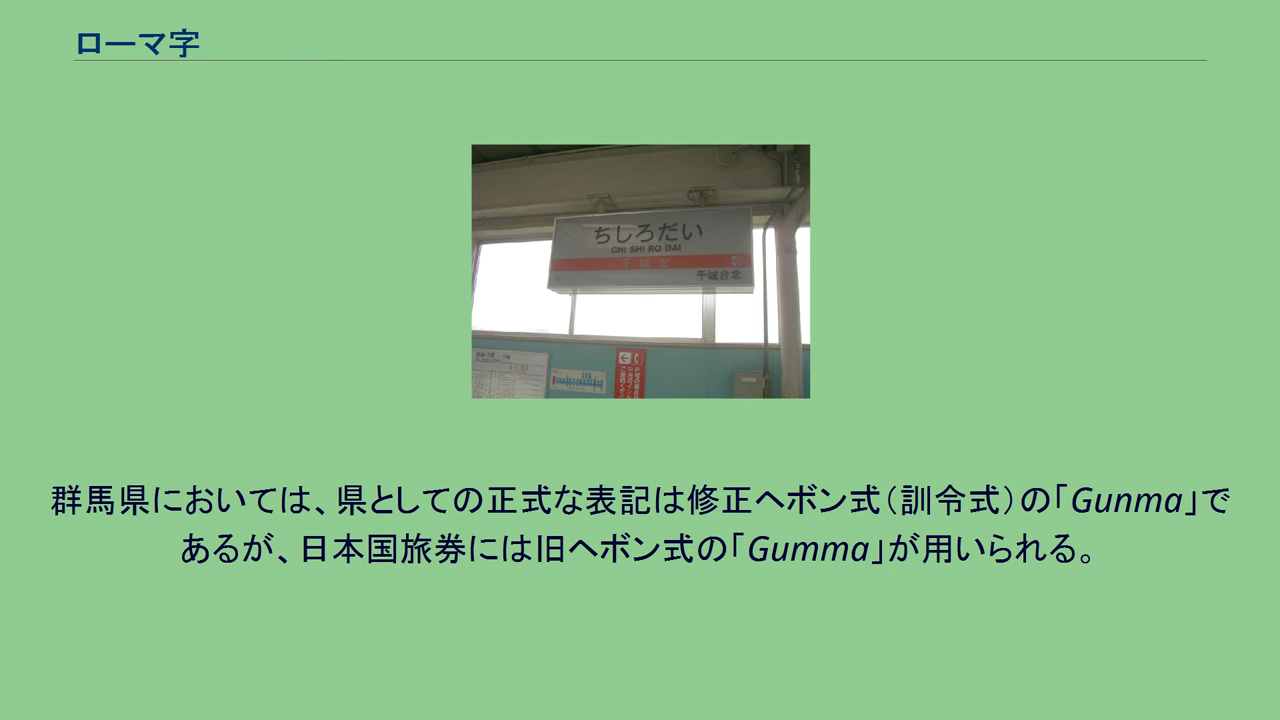 ローマ字
ちしろだい
CHI SHI RO DAI
千城台
千城台北
群馬県においては、県としての正式な表記は修正ヘボン式（訓令式）の「Gunma」で
あるが、日本国旅券には旧ヘボン式の「Gumma」が用いられる。